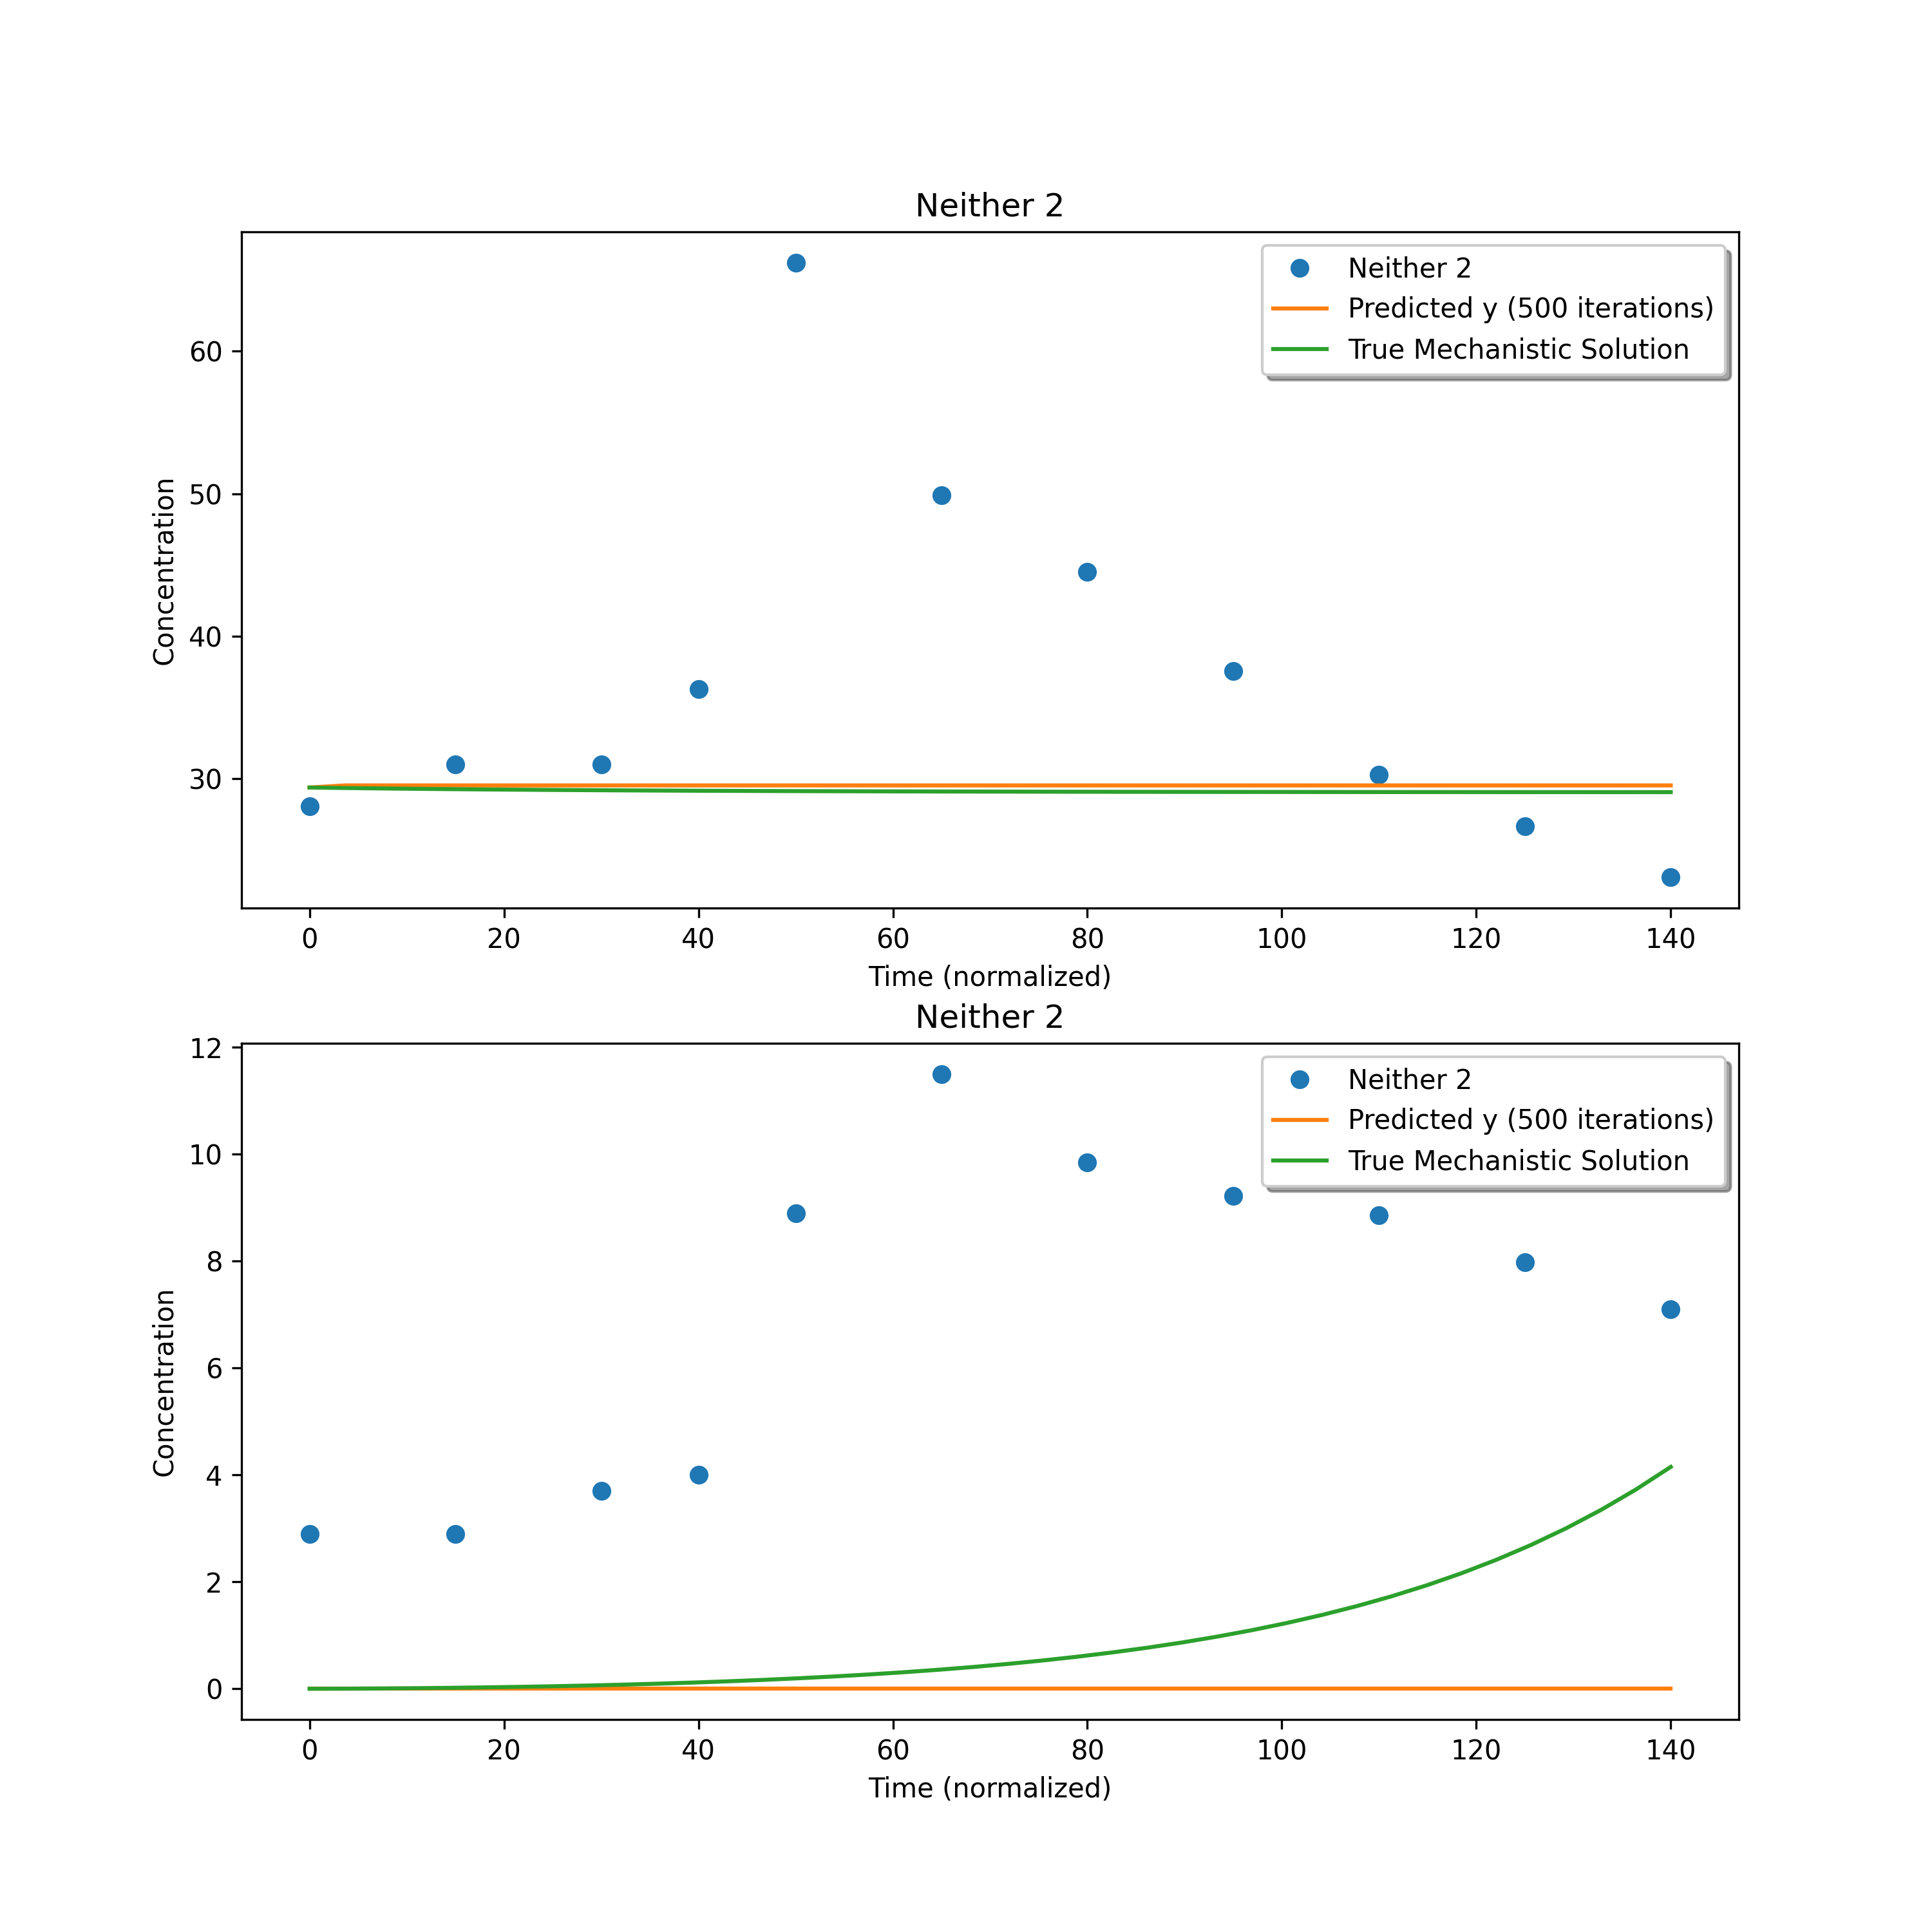 Neither 2
Neither 2
Predicted y (500 iterations)
True Mechanistic Solution
60
50
40
30
Concentration
0 20 40 60 80 100 120 140
Time (normalized)
Neither 2
Neither 2
Predicted y (500 iterations)
True Mechanistic Solution
12
10
8
6
4
2
0
Concentration
0 20 40 60 80 100 120 140
Time (normalized)